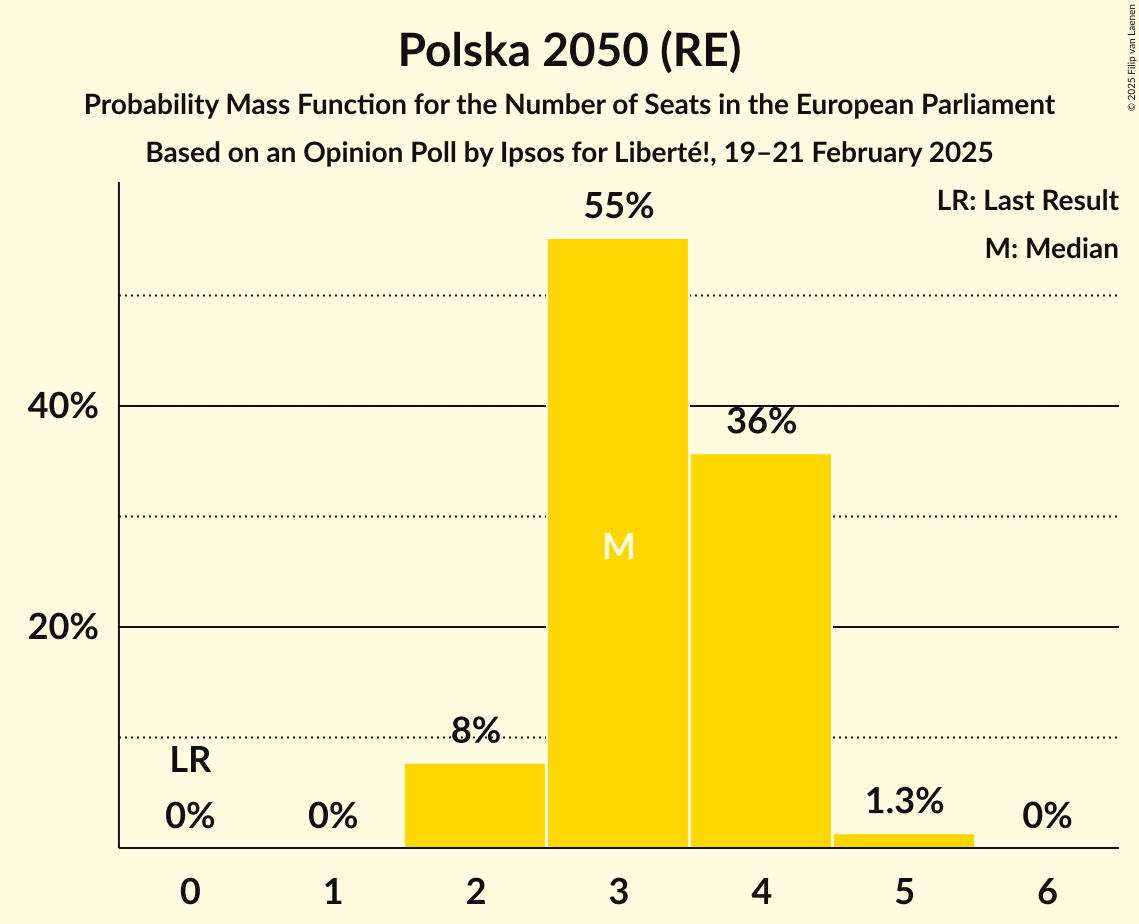 Polska 2050 (RE)
Probability Mass Function for the Number of Seats in the European Parliament
Based on an Opinion Poll by Ipsos for Liberté!, 19–21 February 2025
© 2025 Filip van Laenen
LR: Last Result
M: Median
55%
40%
36%
M
20%
8%
LR
1.3%
0%
0%
0%
0
1
2
3
4
5
6